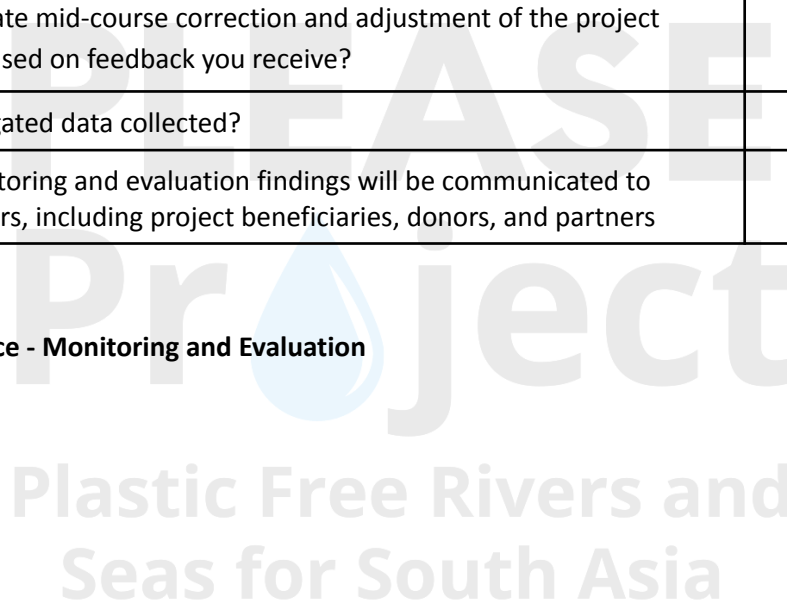 ate mid-course correction and adjustment of the project
sed on feedback you receive?
gated data collected?
toring and evaluation findings will be communicated to
rs, including project beneficiaries, donors, and partners
ce - Monitoring and Evaluation
PLEASE
Pr ject
Plastic Free Rivers and
Seas for South Asia